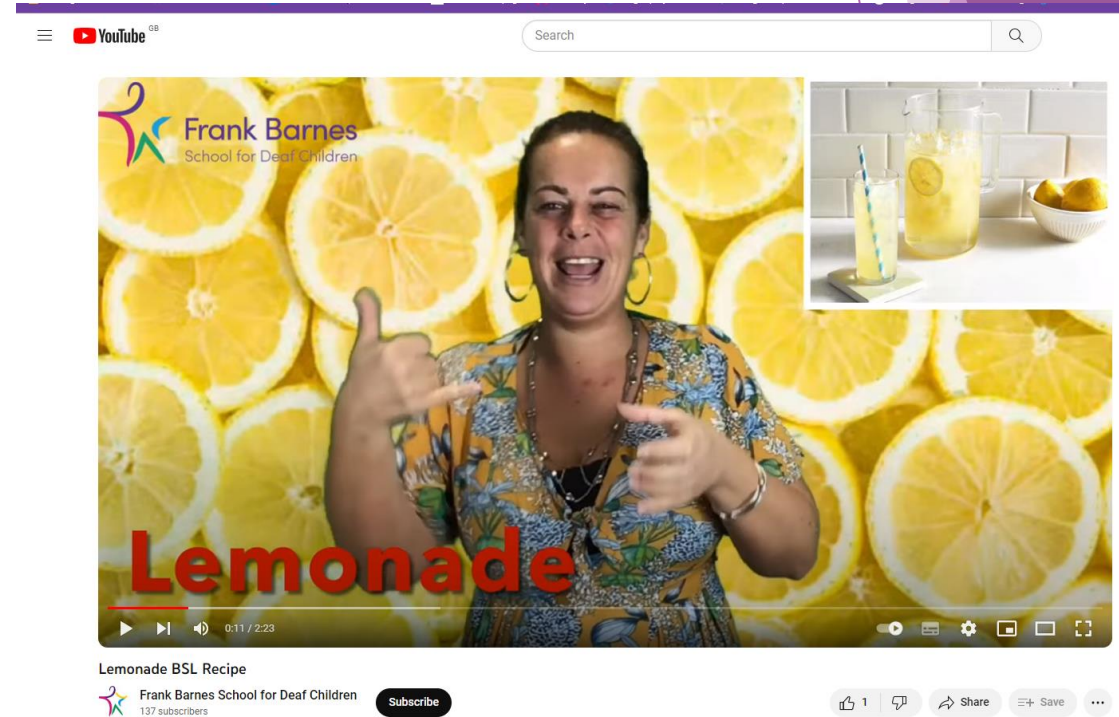 YouTube GB
Search
Frank Barnes
School for Deaf Children
Lemonade
0:11 / 2:23
Lemonade BSL Recipe
Frank Barnes School for Deaf Children
137 subscribers
Subscribe
1
Share
Save